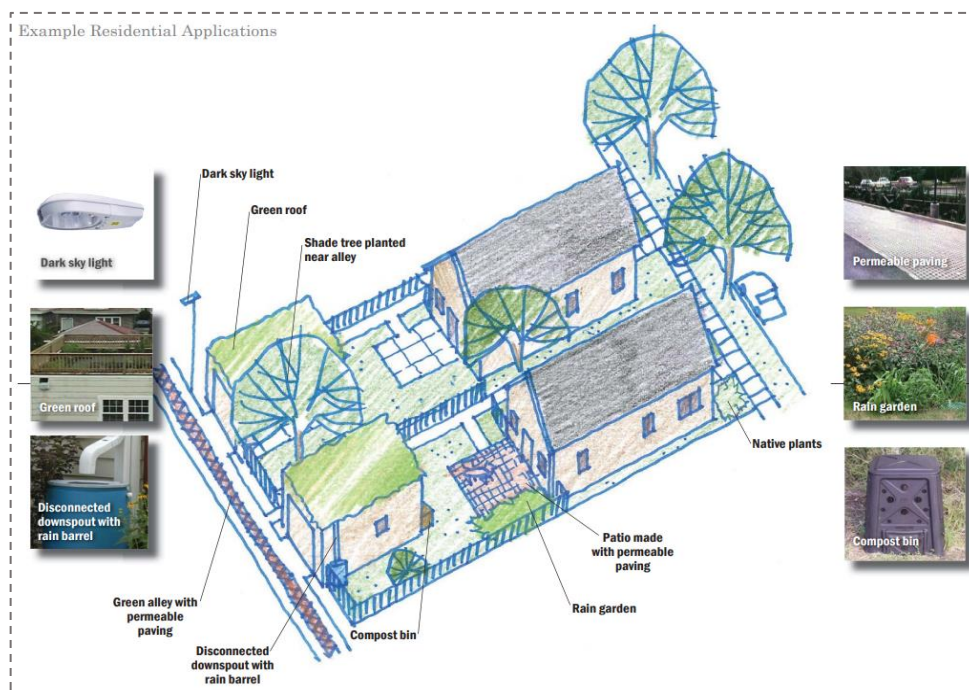 Example Residential Applications
Dark sky light
Green roof
Shade tree planted
near alley
Dark sky light
Green roof
Disconnected
downspout with
rain barrel
Permeable paving
Rain garden
Compost bin
Native plants
Patio made
with permeable
paving
Rain garden
Compost bin
Green alley with
permeable
paving
Disconnected
downspout with
rain barrel